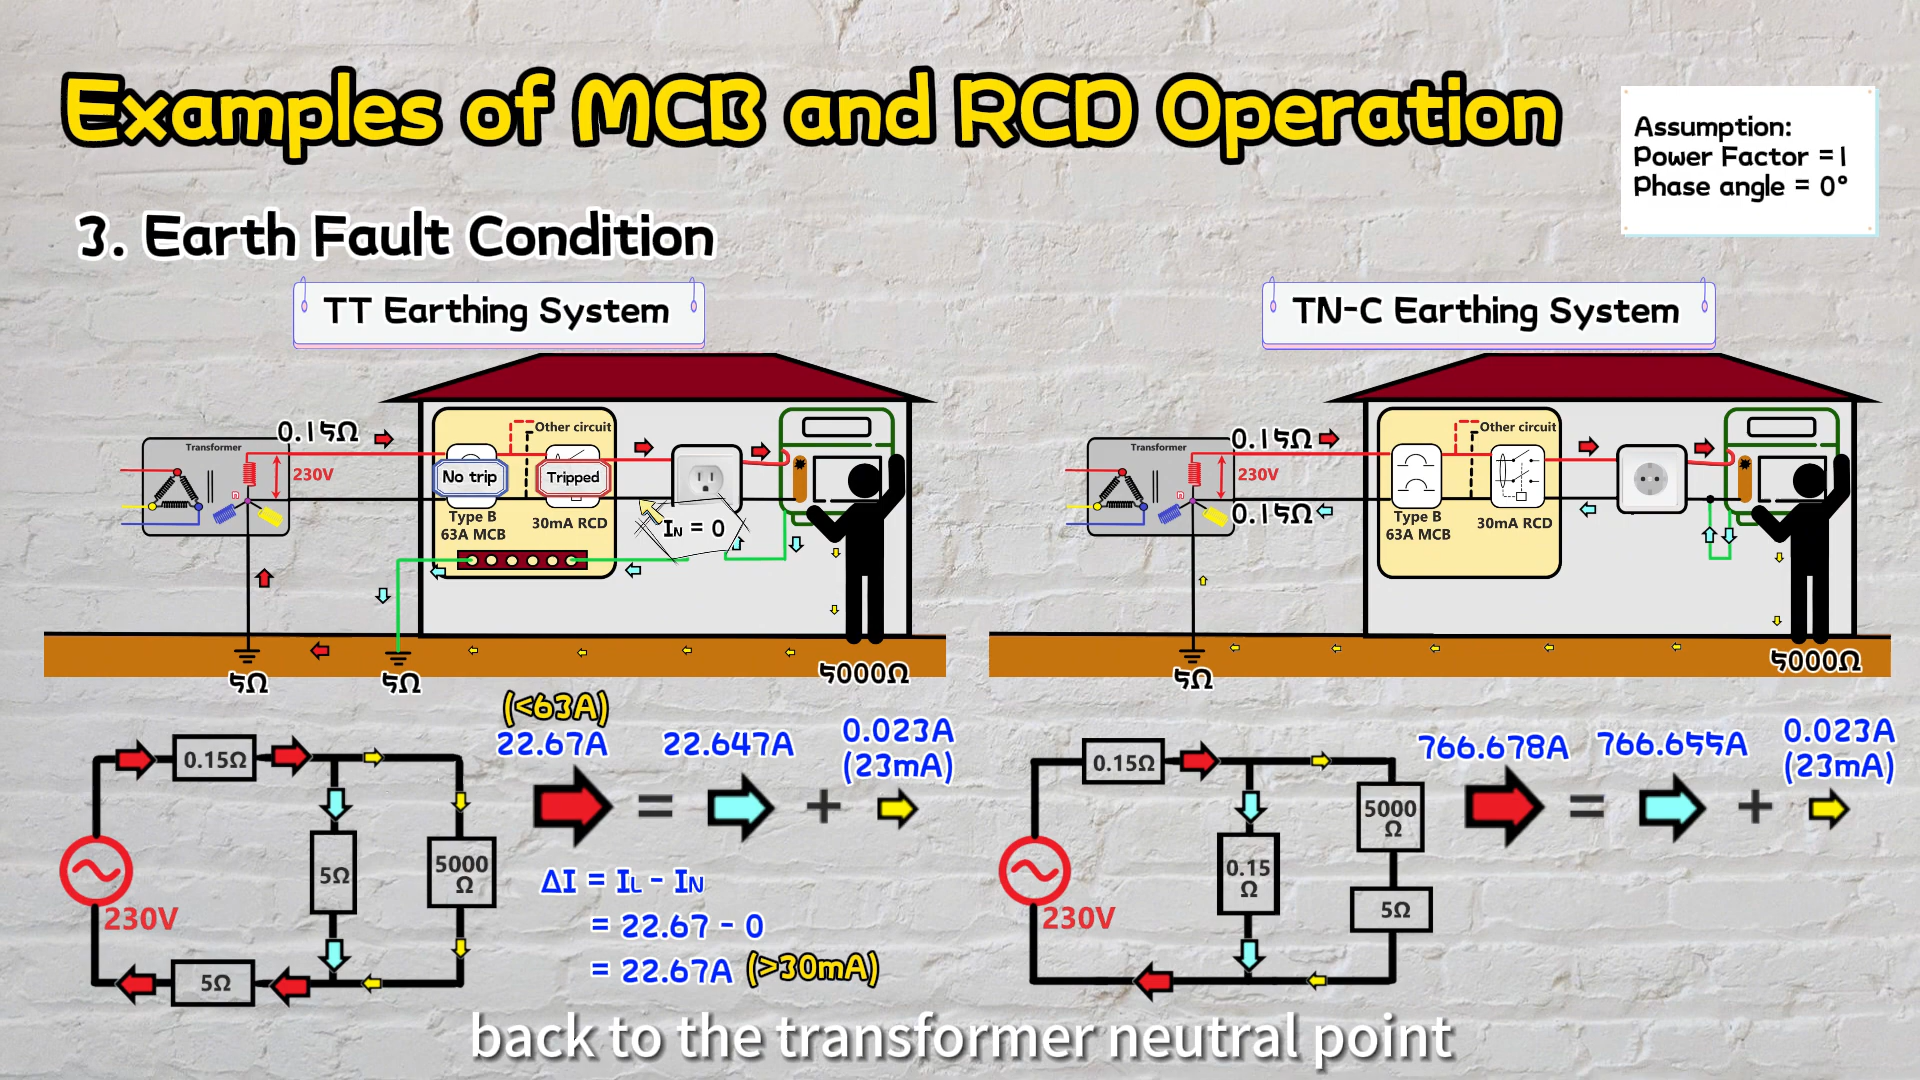 Examples of MCB and RCD Operation
Assumption:
Power Factor = 1
Phase angle = 0°
3. Earth Fault Condition
TT Earthing System
Transformer
0.15Ω
230V
n
Other circuit
No trip
Tripped
Type B
63A MCB
30mA RCD
IN = 0
5Ω
5Ω
5000Ω
TN-C Earthing System
Transformer
0.15Ω
230V
n
0.15Ω
Other circuit
Type B
63A MCB
30mA RCD
5Ω
5000Ω
0.15Ω
5Ω
5000
Ω
230V
5Ω
(<63A)
22.67A
22.647A
0.023A
(23mA)
=
+
ΔI = IL - IN
= 22.67 - 0
= 22.67A (>30mA)
0.15Ω
0.15
Ω
5000
Ω
5Ω
230V
766.678A
766.655A
0.023A
(23mA)
=
+
back to the transformer neutral point